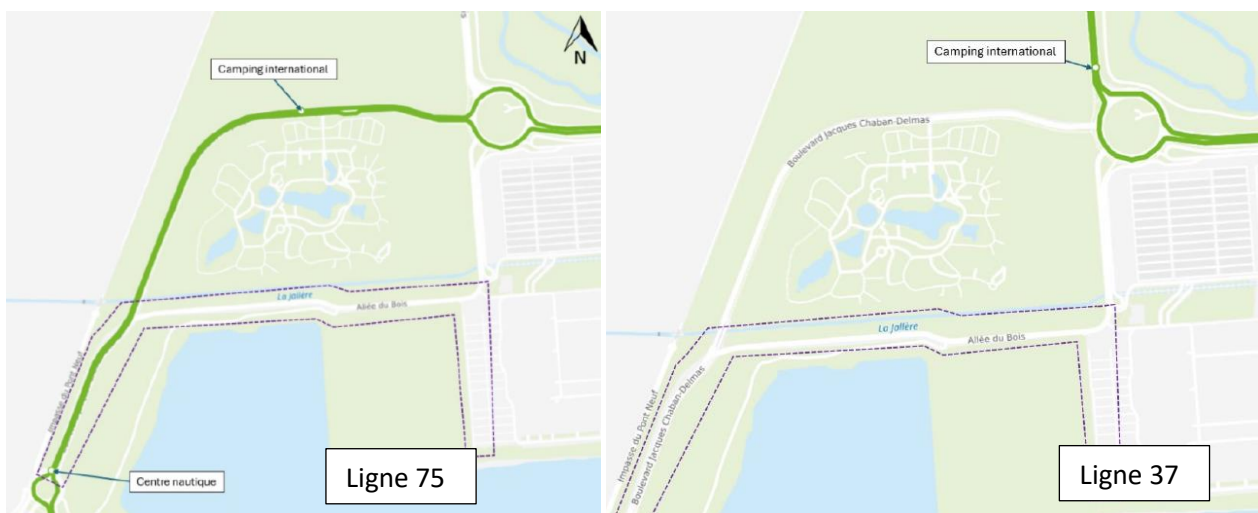 N
Camping international
La Jallère
Allée du Bois
Impasse du Pont Neuf
Centre nautique
Ligne 75
Camping international
Boulevard Jacques Chaban-Delmas
La Jallère
Allée du Bois
Impasse du Pont Neuf
Boulevard Jacques Chaban-Delmas
Ligne 37